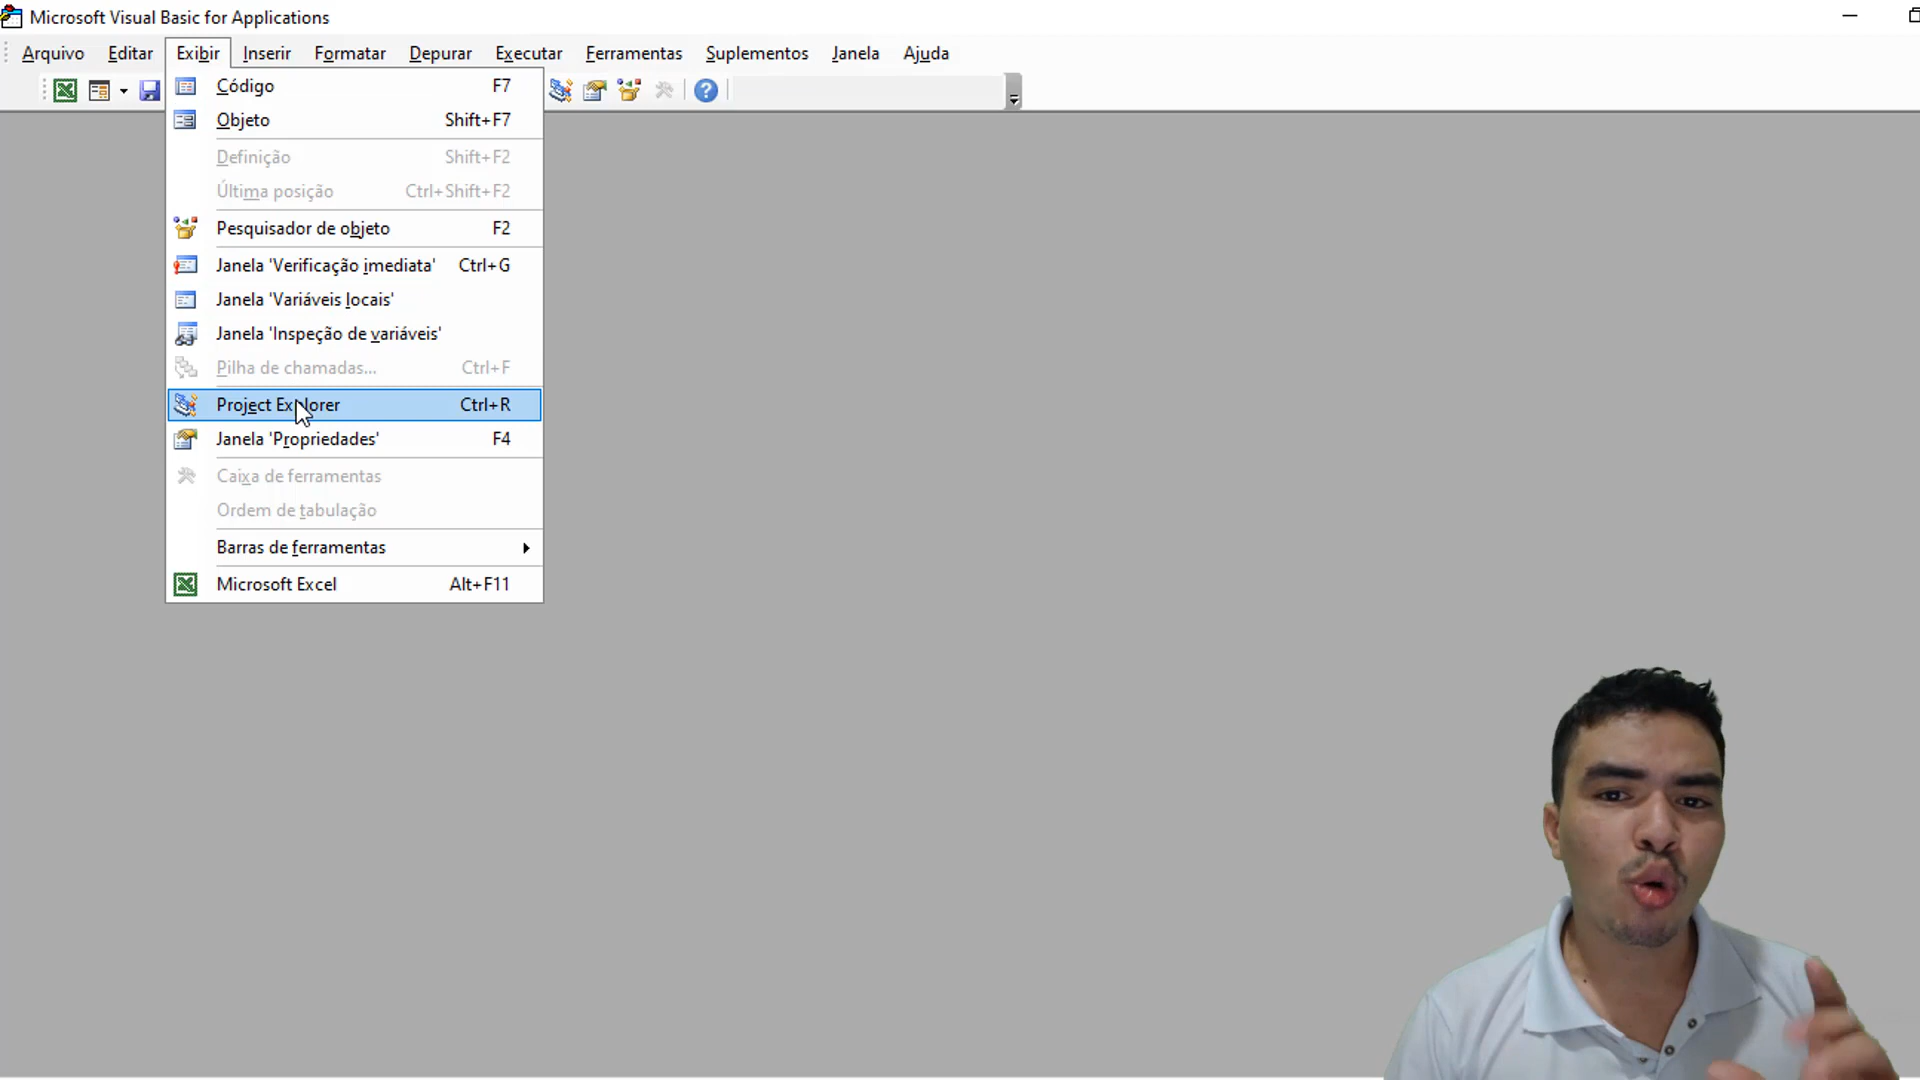 Microsoft Visual Basic for Applications
Arquivo Editar Exibir Inserir Formatar Depurar Executar Ferramentas Suplementos Janela Ajuda
Código F7
Objeto Shift+F7
Definição Shift+F2
Última posição Ctrl+Shift+F2
Pesquisador de objeto F2
Janela 'Verificação imediata' Ctrl+G
Janela 'Variáveis locais'
Janela 'Inspeção de variáveis'
Pilha de chamadas... Ctrl+F
Project Explorer Ctrl+R
Janela 'Propriedades' F4
Caixa de ferramentas
Ordem de tabulação
Barras de ferramentas
Microsoft Excel Alt+F11